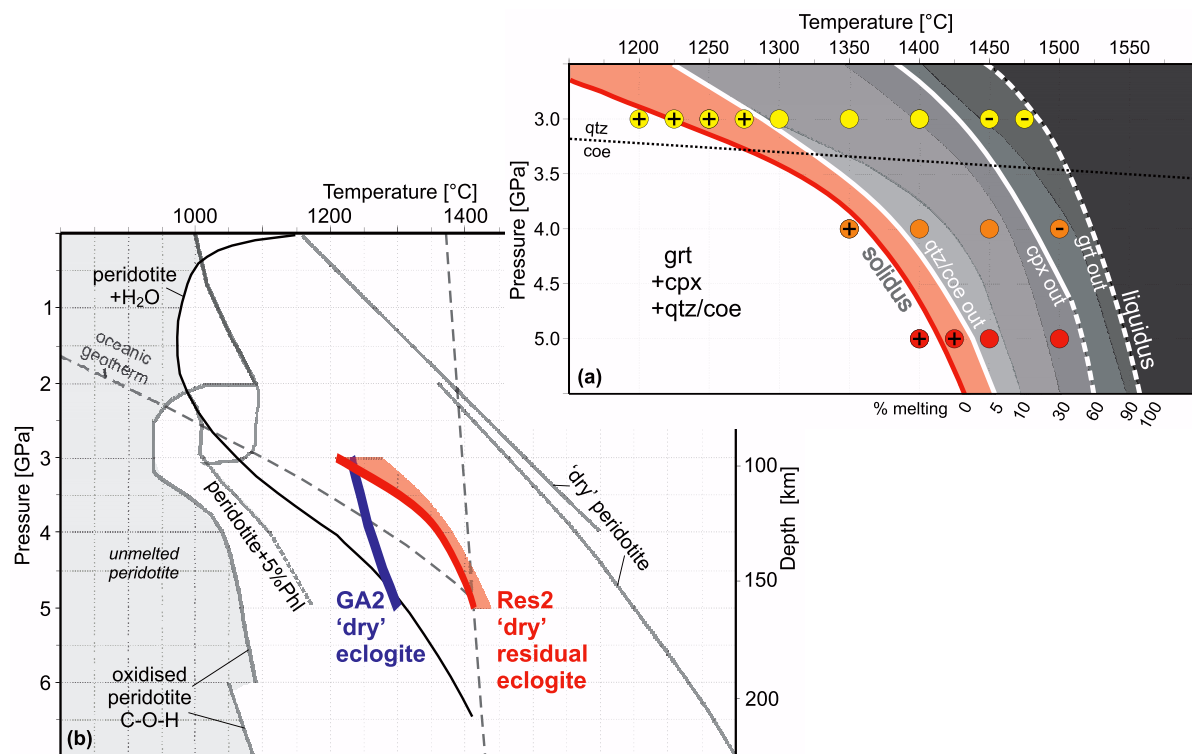 Temperature [°C]
1200 1250 1300 1350 1400 1450 1500 1550
Pressure [GPa]
3.0
3.5
4.0
4.5
5.0
qtz
coe
grt
+cpx
+qtz/coe
solidus
qtz/coe out
cpx out
grt out
liquidus
(a)
% melting 0 5 10 30 60 90 100
Temperature [°C]
1000 1200 1400
Pressure [GPa]
1
2
3
4
5
6
peridotite
+H2O
oceanic
geotherm
peridotite+5%Phl
unmelted
peridotite
GA2
'dry'
eclogite
Res2
'dry'
residual
eclogite
'dry' peridotite
oxidised
peridotite
C-O-H
(b)
100
150
200
Depth [km]